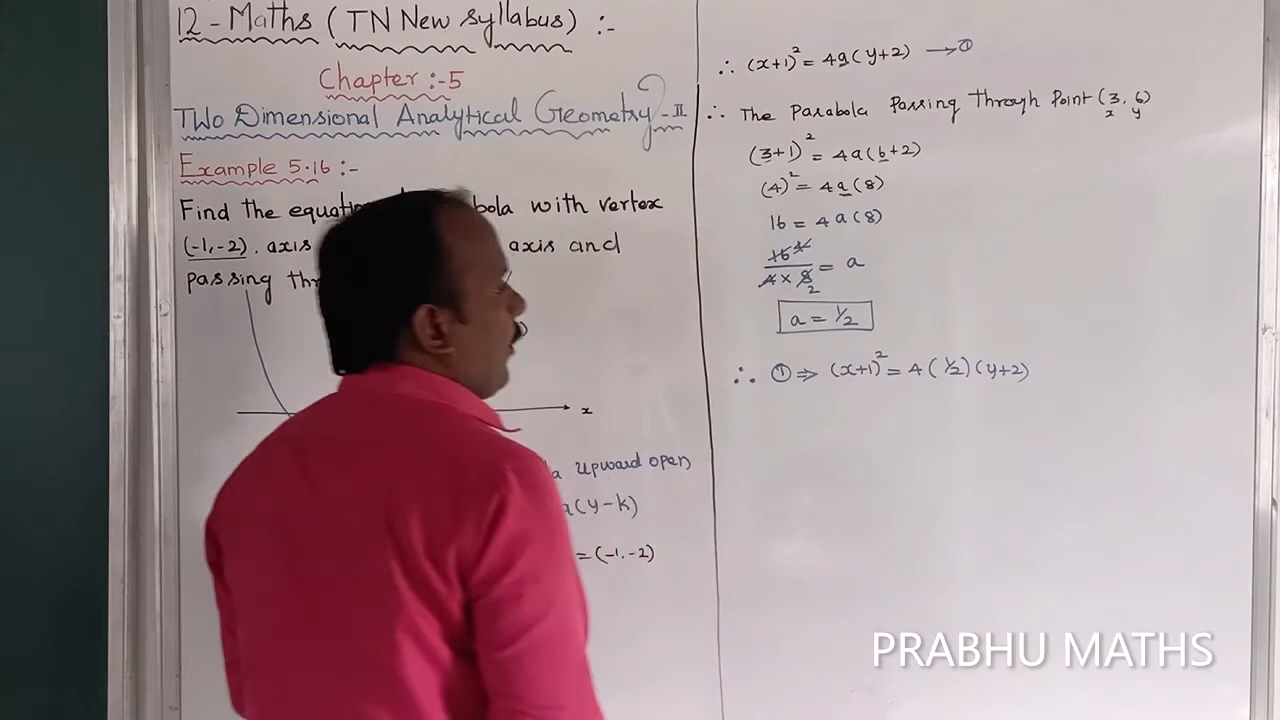 12 - Maths ( TN New Syllabus) :-
Chapter :- 5
TWo Dimensional Analytical Geometry - II
Example 5.16 :-
Find the equation bola with vertex
(-1,-2). axis axis and
passing
x
upward open
a(y-k)
= (-1,-2)
∴ (x+1)² = 4a(y+2) → ①
∴ The Parabola Passing Through Point (3, 6)
x y
(3+1)² = 4a(6+2)
(4)² = 4a(8)
16 = 4a(8)
16 4 / 4 × 8 2 = a
a = 1/2
∴ ① ⇒ (x+1)² = 4(1/2)(y+2)
PRABHU MATHS